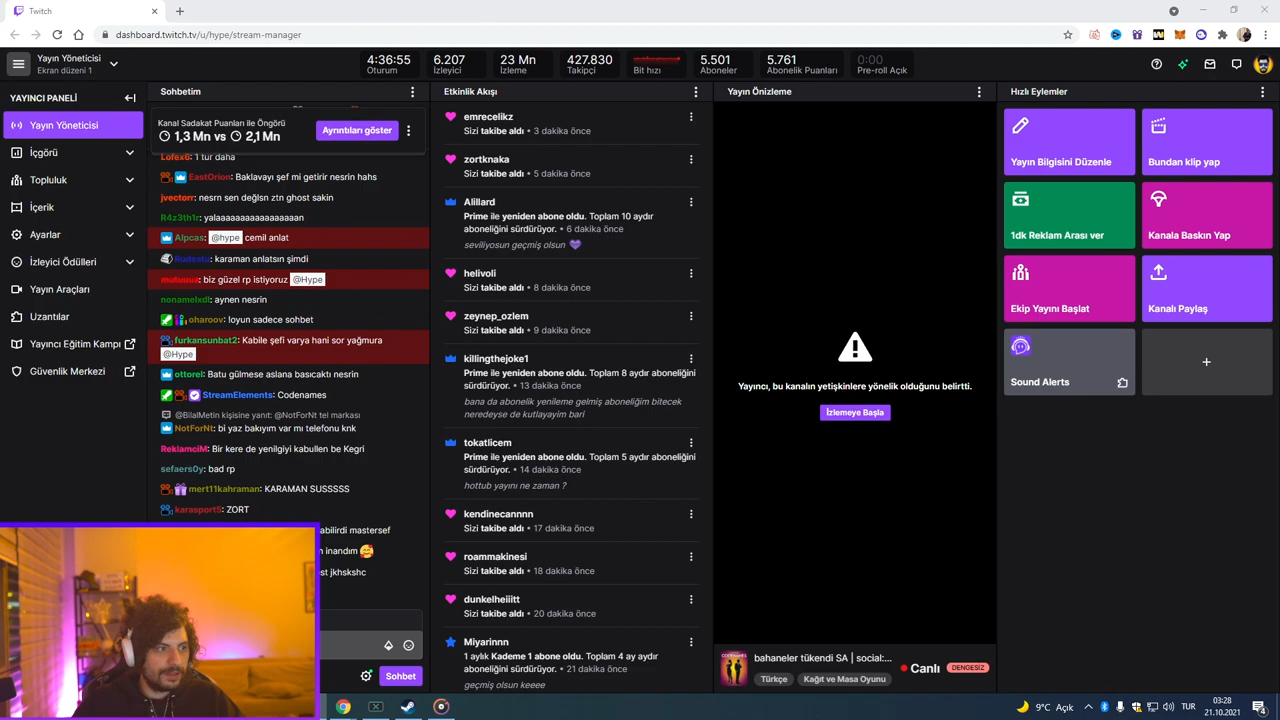 Twitch
dashboard.twitch.tv/u/hype/stream-manager
Yayın Yöneticisi
Ekran düzeni 1
4:36:55
Oturum
6.207
İzleyici
23 Mn
İzleme
427.830
Takipçi
Bit hızı
5.501
Aboneler
5.761
Abonelik Puanları
0:00
Pre-roll Açık
YAYINCI PANELİ
Yayın Yöneticisi
İçgörü
Topluluk
İçerik
Ayarlar
İzleyici Ödülleri
Yayın Araçları
Uzantılar
Yayıncı Eğitim Kampı
Güvenlik Merkezi
Sohbetim
Kanal Sadakat Puanları ile Öngörü
1,3 Mn vs 2,1 Mn
Ayrıntıları göster
Lofex6: 1 tur daha
EastOrion: Baklavayı şef mi getirir nesrin hahs
jvectorr: nesrn sen değlsn ztn ghost sakin
R4z3th1r: yalaaaaaaaaaaaaaaaaan
Alpcas: @hype cemil anlat
Rudestu: karaman anlatsın şimdi
biz güzel rp istiyoruz @Hype
nonamelxdl: aynen nesrin
oharoov: loyun sadece sohbet
furkansunbat2: Kabile şefi varya hani sor yağmura
@Hype
ottorel: Batu gülmese aslana basıcaktı nesrin
StreamElements: Codenames
@BilalMetin kişisine yanıt: @NotForNt tel markası
NotForNt: bi yaz bakıyım var mı telefonu knk
ReklamciM: Bir kere de yenilgiyi kabullen be Kegri
sefaers0y: bad rp
mert11kahraman: KARAMAN SUSSSSS
karasport5: ZORT
abilirdi mastersef
n inandım
st jkhskshc
Sohbet
Etkinlik Akışı
emrecelikz
Sizi takibe aldı • 3 dakika önce
zortknaka
Sizi takibe aldı • 5 dakika önce
Alillard
Prime ile yeniden abone oldu. Toplam 10 aydır
aboneliğini sürdürüyor. • 6 dakika önce
seviliyosun geçmiş olsun
helivoli
Sizi takibe aldı • 8 dakika önce
zeynep_ozlem
Sizi takibe aldı • 9 dakika önce
killingthejoke1
Prime ile yeniden abone oldu. Toplam 8 aydır aboneliğini
sürdürüyor. • 13 dakika önce
bana da abonelik yenileme gelmiş aboneliğim bitecek
neredeyse de kutlayayim bari
tokatlicem
Prime ile yeniden abone oldu. Toplam 5 aydır aboneliğini
sürdürüyor. • 14 dakika önce
hottub yayını ne zaman ?
kendinecannnn
Sizi takibe aldı • 17 dakika önce
roammakinesi
Sizi takibe aldı • 18 dakika önce
dunkelheiiitt
Sizi takibe aldı • 20 dakika önce
Miyarinnn
1 aylık Kademe 1 abone oldu. Toplam 4 ay aydır
aboneliğini sürdürüyor. • 21 dakika önce
geçmiş olsun keeee
Yayın Önizleme
Yayıncı, bu kanalın yetişkinlere yönelik olduğunu belirtti.
İzlemeye Başla
bahaneler tükendi SA | social:...
Türkçe
Kağıt ve Masa Oyunu
Canlı
DENGESİZ
Hızlı Eylemler
Yayın Bilgisini Düzenle
Bundan klip yap
1dk Reklam Arası ver
Kanala Baskın Yap
Ekip Yayını Başlat
Kanalı Paylaş
Sound Alerts
9°C Açık
TUR
03:28
21.10.2021
4